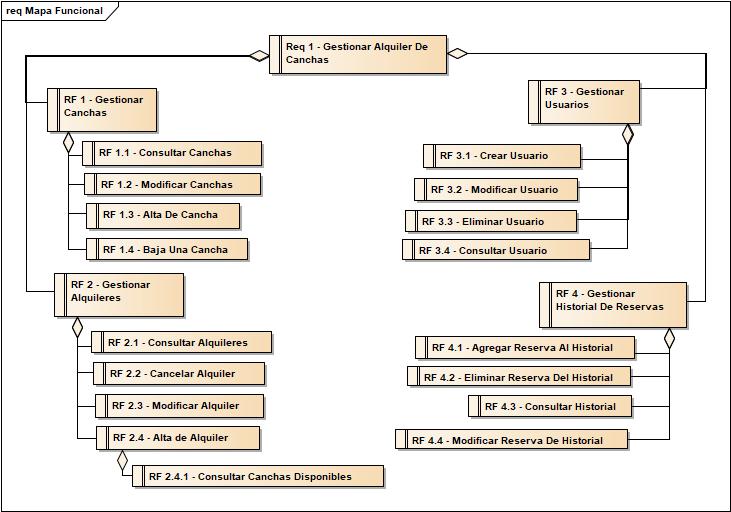 req Mapa Funcional
Req 1 - Gestionar Alquiler De
Canchas
RF 1 - Gestionar
Canchas
RF 1.1 - Consultar Canchas
RF 1.2 - Modificar Canchas
RF 1.3 - Alta De Cancha
RF 1.4 - Baja Una Cancha
RF 2 - Gestionar
Alquileres
RF 2.1 - Consultar Alquileres
RF 2.2 - Cancelar Alquiler
RF 2.3 - Modificar Alquiler
RF 2.4 - Alta de Alquiler
RF 2.4.1 - Consultar Canchas Disponibles
RF 3 - Gestionar
Usuarios
RF 3.1 - Crear Usuario
RF 3.2 - Modificar Usuario
RF 3.3 - Eliminar Usuario
RF 3.4 - Consultar Usuario
RF 4 - Gestionar
Historial De Reservas
RF 4.1 - Agregar Reserva Al Historial
RF 4.2 - Eliminar Reserva Del Historial
RF 4.3 - Consultar Historial
RF 4.4 - Modificar Reserva De Historial